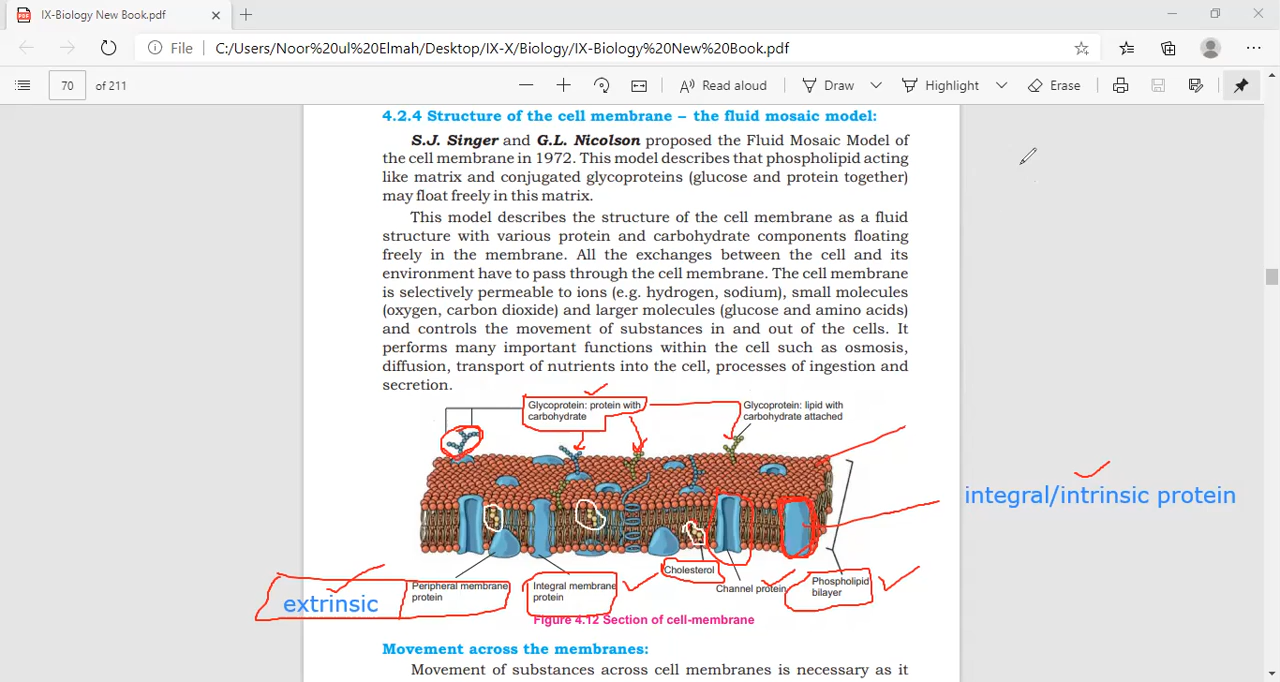 IX-Biology New Book.pdf
File
C:/Users/Noor%20ul%20Elmah/Desktop/IX-X/Biology/IX-Biology%20New%20Book.pdf
70 of 211
Read aloud
Draw
Highlight
Erase
4.2.4 Structure of the cell membrane – the fluid mosaic model:
S.J. Singer and G.L. Nicolson proposed the Fluid Mosaic Model of
the cell membrane in 1972. This model describes that phospholipid acting
like matrix and conjugated glycoproteins (glucose and protein together)
may float freely in this matrix.
This model describes the structure of the cell membrane as a fluid
structure with various protein and carbohydrate components floating
freely in the membrane. All the exchanges between the cell and its
environment have to pass through the cell membrane. The cell membrane
is selectively permeable to ions (e.g. hydrogen, sodium), small molecules
(oxygen, carbon dioxide) and larger molecules (glucose and amino acids)
and controls the movement of substances in and out of the cells. It
performs many important functions within the cell such as osmosis,
diffusion, transport of nutrients into the cell, processes of ingestion and
secretion.
Glycoprotein: protein with
carbohydrate
Glycoprotein: lipid with
carbohydrate attached
integral/intrinsic protein
extrinsic
Peripheral membrane
protein
Integral membrane
protein
Cholesterol
Channel protein
Phospholipid
bilayer
Figure 4.12 Section of cell-membrane
Movement across the membranes:
Movement of substances across cell membranes is necessary as it